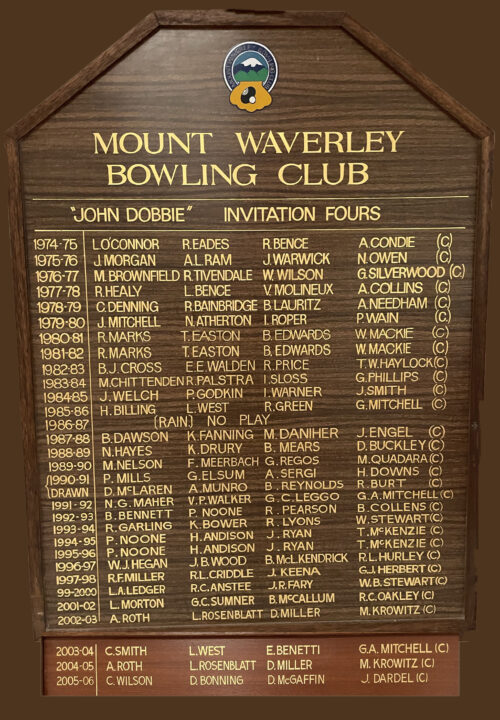 MOUNT WAVERLEY
BOWLING CLUB
"JOHN DOBBIE" INVITATION FOURS
1974-75 L.O'CONNOR R.EADES R.BENCE A.CONDIE (C)
1975-76 J.MORGAN A.L.RAM J.WARWICK N.OWEN (C)
1976-77 M.BROWNFIELD R.TIVENDALE W.WILSON G.SILVERWOOD (C)
1977-78 R.HEALY L.BENCE V.MOLINEUX A.COLLINS (C)
1978-79 C.DENNING R.BAINBRIDGE B.LAURITZ A.NEEDHAM (C)
1979-80 J.MITCHELL N.ATHERTON I.ROPER P.WAIN (C)
1980-81 R.MARKS T.EASTON B.EDWARDS W.MACKIE (C)
1981-82 R.MARKS T.EASTON B.EDWARDS W.MACKIE (C)
1982-83 B.J.CROSS E.E.WALDEN R.PRICE T.W.HAYLOCK (C)
1983-84 M.CHITTENDEN R.PALSTRA I.SLOSS G.PHILLIPS (C)
1984-85 J.WELCH P.GODKIN I.WARNER J.SMITH (C)
1985-86 H.BILLING L.WEST R.GREEN G.MITCHELL (C)
1986-87 (RAIN) NO PLAY
1987-88 B.DAWSON K.FANNING M.DANIHER J.ENGEL (C)
1988-89 N.HAYES K.DRURY B.MEARS D.BUCKLEY (C)
1989-90 M.NELSON F.MEERBACH G.REGOS M.QUADARA (C)
/1990-91 P.MILLS G.ELSUM A.SERGI H.DOWNS (C)
\DRAWN D.McLAREN A.MUNRO B.REYNOLDS R.BURT (C)
1991-92 N.G.MAHER V.P.WALKER G.C.LEGGO G.A.MITCHELL (C)
1992-93 B.BENNETT P.NOONE R.PEARSON B.COLLENS (C)
1993-94 R.GARLING K.BOWER R.LYONS W.STEWART (C)
1994-95 P.NOONE H.ANDISON J.RYAN T.McKENZIE (C)
1995-96 P.NOONE H.ANDISON J.RYAN T.McKENZIE (C)
1996-97 W.J.HEGAN J.B.WOOD B.McL.KENDRICK R.L.HURLEY (C)
1997-98 R.F.MILLER R.L.CRIDDLE J.KEENA G.J.HERBERT (C)
99-2000 L.A.LEDGER R.C.ANSTEE J.R.FARY W.B.STEWART (C)
2001-02 L.MORTON G.C.SUMNER B.McCALLUM R.C.OAKLEY (C)
2002-03 A.ROTH L.ROSENBLATT D.MILLER M.KROWITZ (C)
2003-04 C.SMITH L.WEST E.BENETTI G.A.MITCHELL (C)
2004-05 A.ROTH L.ROSENBLATT D.MILLER M.KROWITZ (C)
2005-06 C.WILSON D.BONNING D.McGAFFIN J.DARDEL (C)